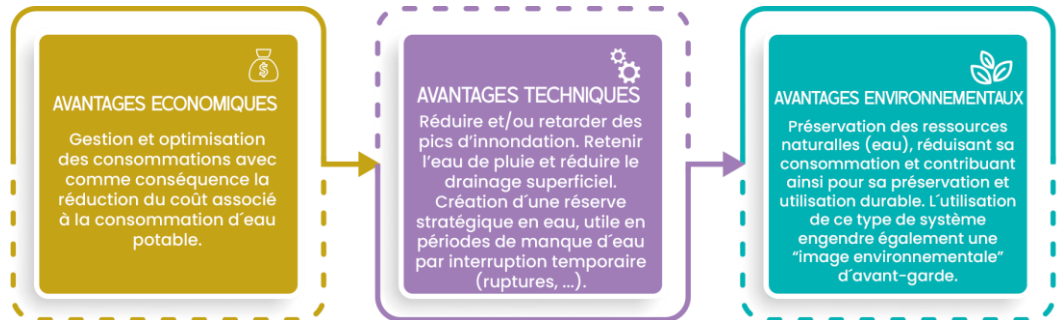 AVANTAGES ECONOMIQUES
Gestion et optimisation
des consommations avec
comme conséquence la
réduction du coût associé
à la consommation d´eau
potable.
AVANTAGES TECHNIQUES
Réduire et/ou retarder des
pics d’innondation. Retenir
l’eau de pluie et réduire le
drainage superficiel.
Création d´une réserve
stratégique en eau, utile en
périodes de manque d´eau
par interruption temporaire
(ruptures, ...).
AVANTAGES ENVIRONNEMENTAUX
Préservation des ressources
naturalles (eau), réduisant sa
consommation et contribuant
ainsi pour sa préservation et
utilisation durable. L´utilisation
de ce type de système
engendre également une
“image environnementale”
d´avant-garde.